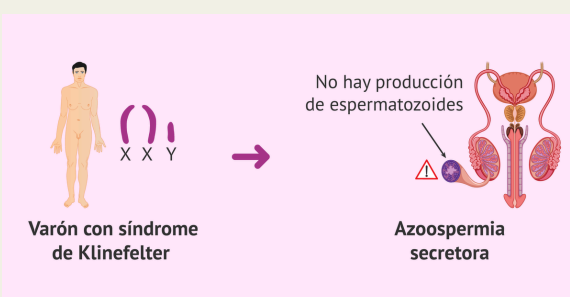 X X Y
Varón con síndrome
de Klinefelter
No hay producción
de espermatozoides
Azoospermia
secretora